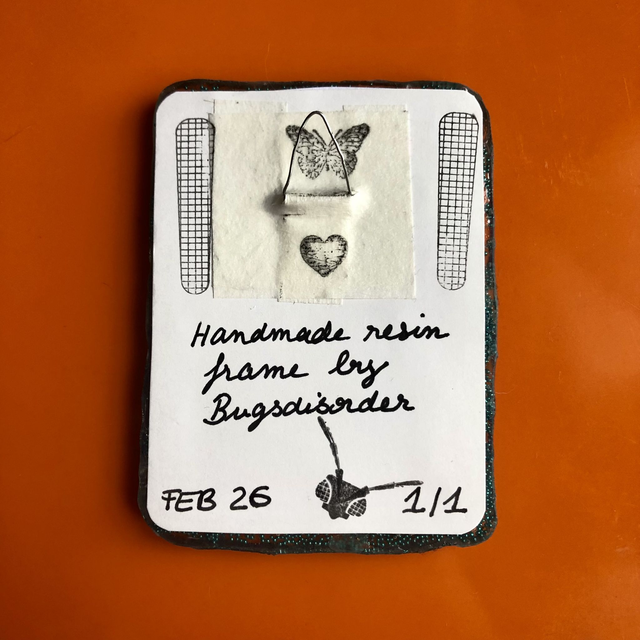 Handmade resin
frame by
Bugsdisorder
FEB 26
1/1